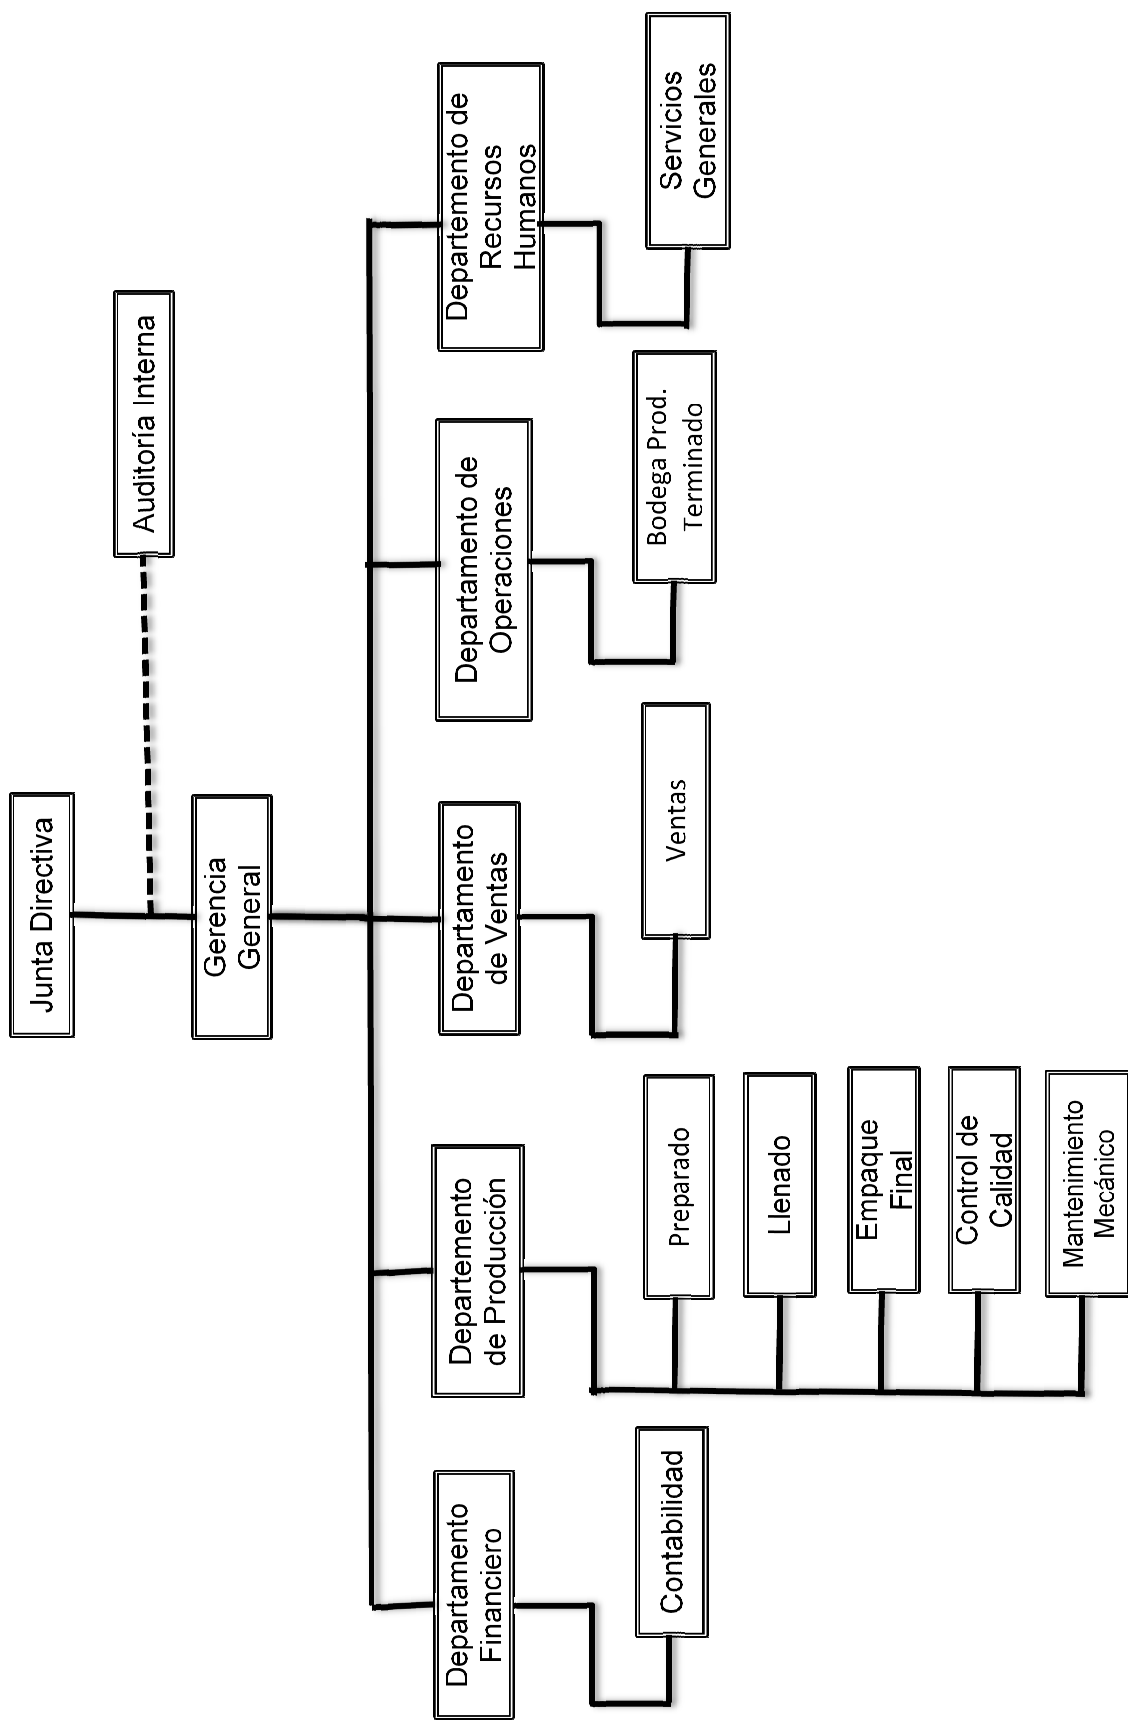 Junta Directiva
Auditoría Interna
Gerencia
General
Departamento
Financiero
Departemento
de Producción
Departamento
de Ventas
Departamento de
Operaciones
Departemento de
Recursos
Humanos
Contabilidad
Preparado
Llenado
Empaque
Final
Control de
Calidad
Mantenimiento
Mecánico
Ventas
Bodega Prod.
Terminado
Servicios
Generales